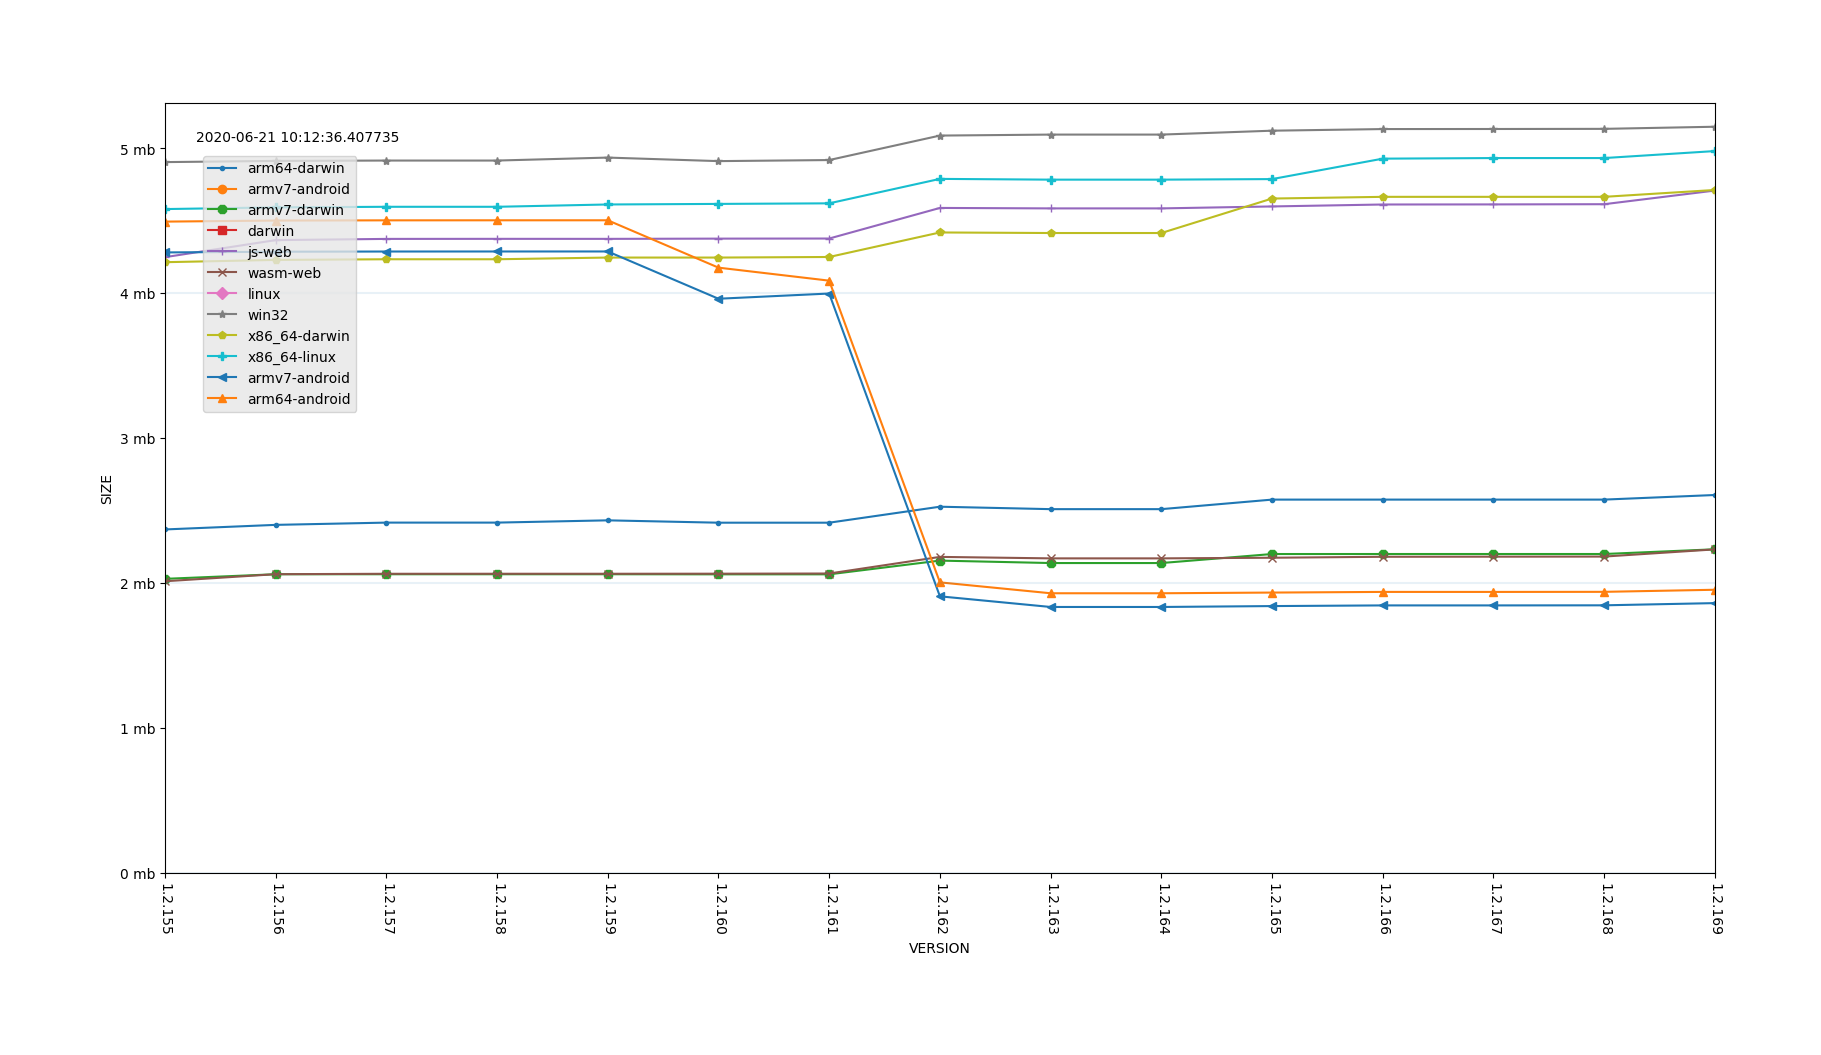 2020-06-21 10:12:36.407735
arm64-darwin
armv7-android
armv7-darwin
darwin
js-web
wasm-web
linux
win32
x86_64-darwin
x86_64-linux
armv7-android
arm64-android
5 mb
4 mb
3 mb
2 mb
1 mb
0 mb
SIZE
1.2.155
1.2.156
1.2.157
1.2.158
1.2.159
1.2.160
1.2.161
1.2.162
1.2.163
1.2.164
1.2.165
1.2.166
1.2.167
1.2.168
1.2.169
VERSION